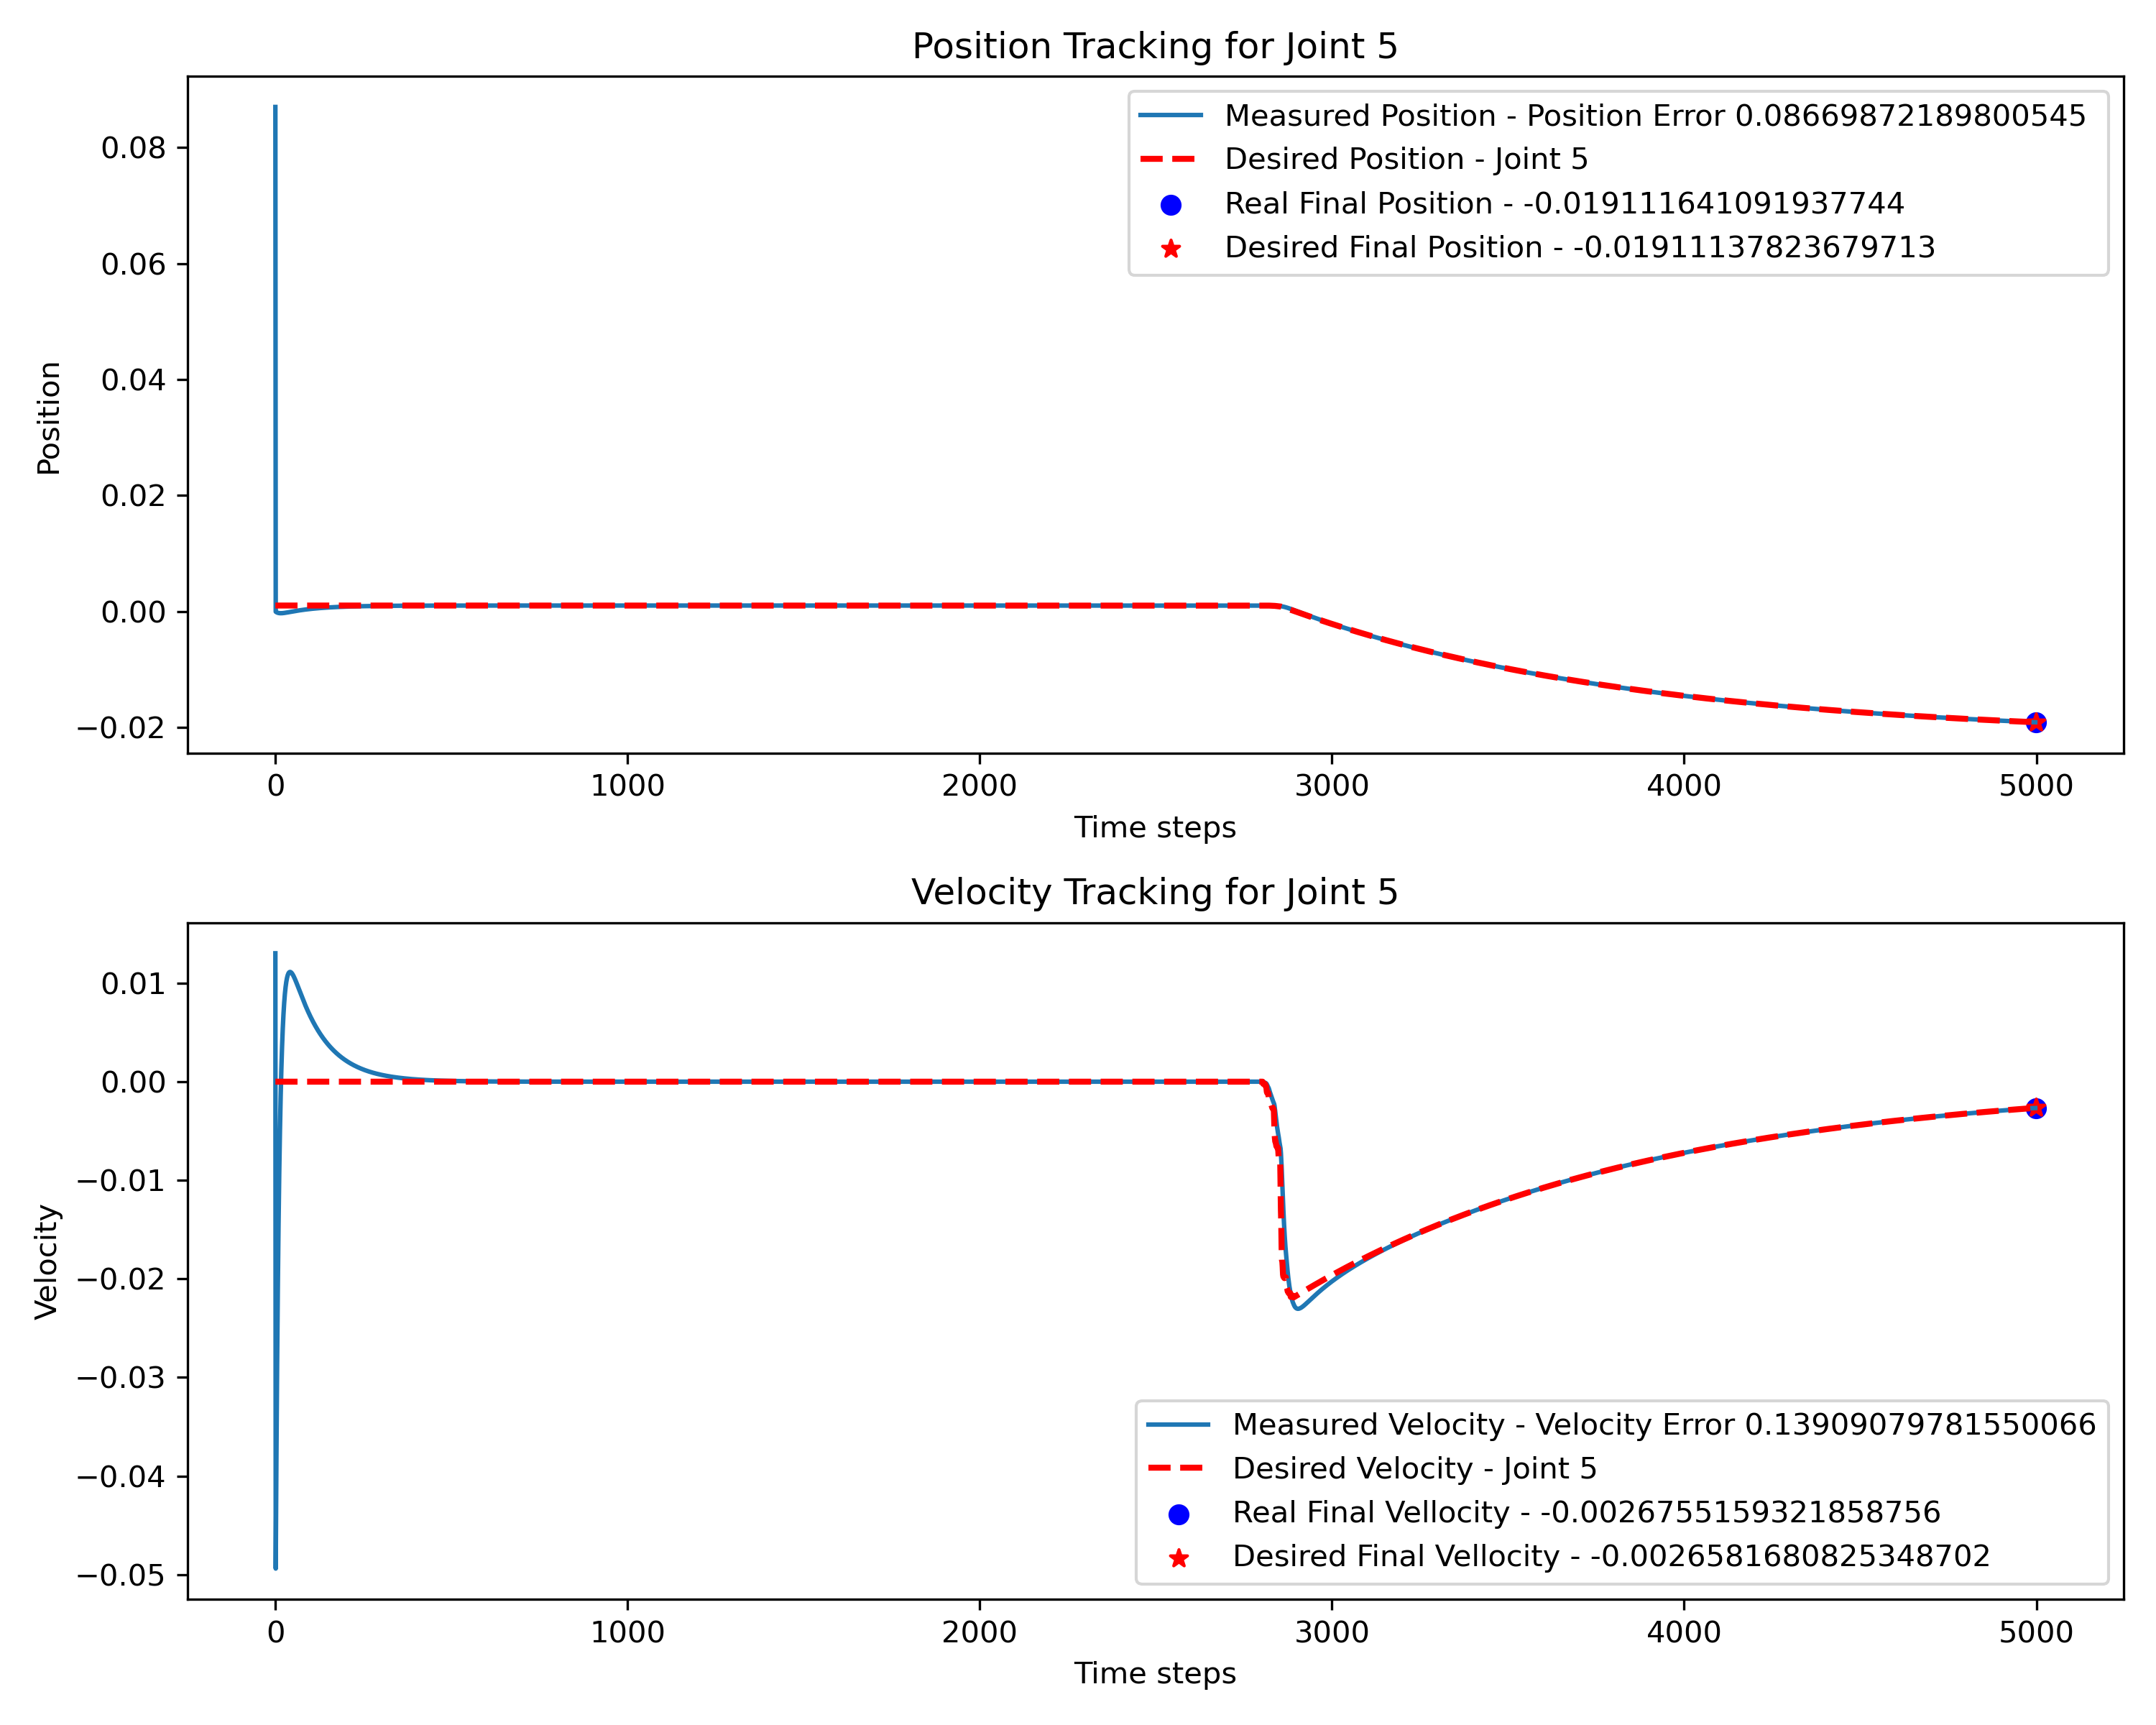 Position Tracking for Joint 5
Measured Position - Position Error 0.08669872189800545
Desired Position - Joint 5
Real Final Position - -0.019111641091937744
Desired Final Position - -0.01911137823679713
0.08
0.06
0.04
0.02
0.00
−0.02
Position
0 1000 2000 3000 4000 5000
Time steps
Velocity Tracking for Joint 5
0.01
0.00
−0.01
−0.02
−0.03
−0.04
−0.05
Velocity
Measured Velocity - Velocity Error 0.13909079781550066
Desired Velocity - Joint 5
Real Final Vellocity - -0.0026755159321858756
Desired Final Vellocity - -0.0026581680825348702
0 1000 2000 3000 4000 5000
Time steps